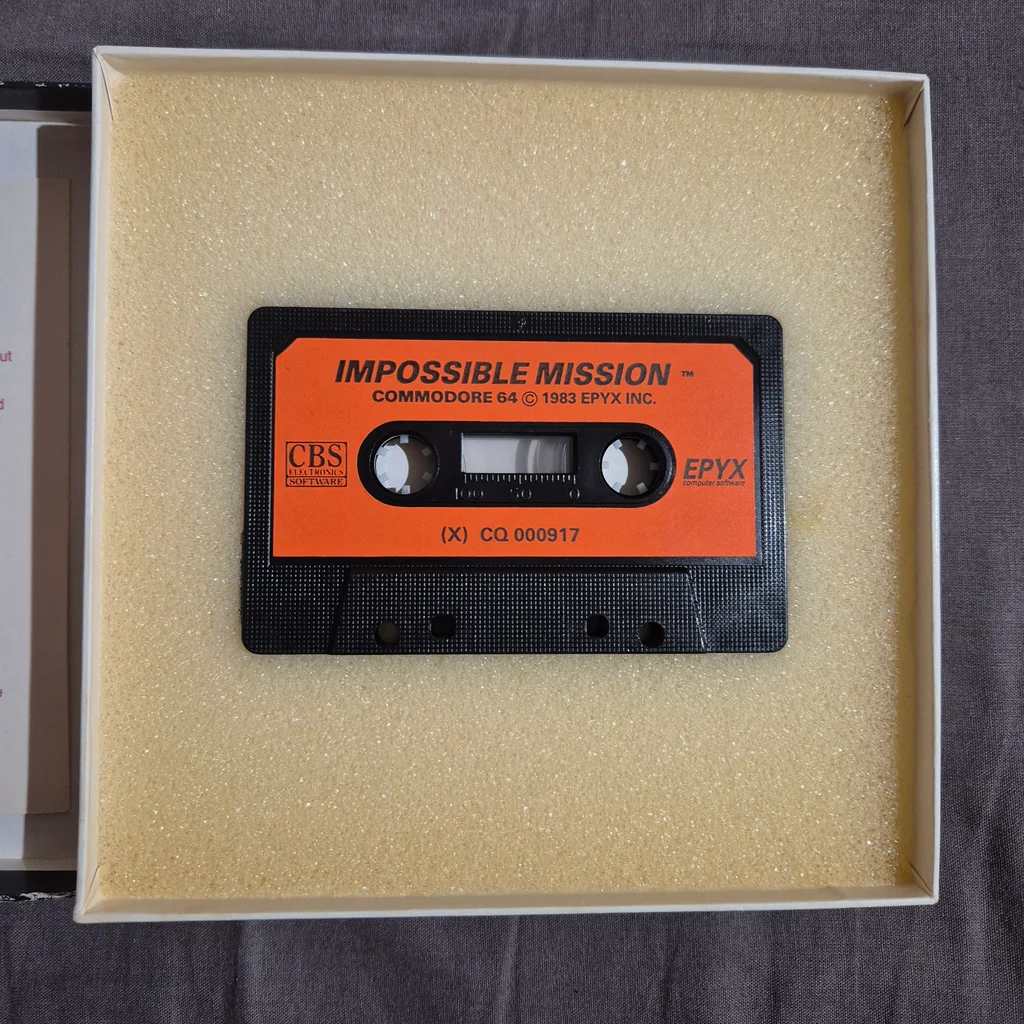 IMPOSSIBLE MISSION ™
COMMODORE 64 © 1983 EPYX INC.
CBS
ELECTRONICS
SOFTWARE
EPYX
computer software
100 50 0
(X) CQ 000917
ut